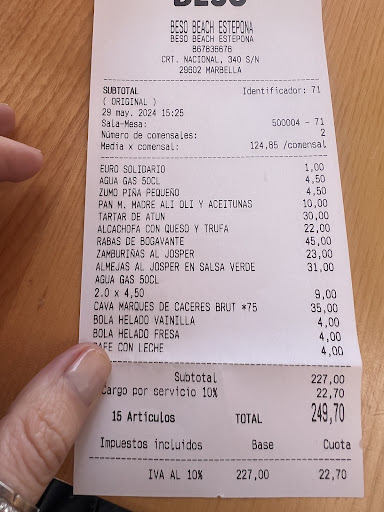 BESO
BESO BEACH ESTEPONA
BESO BEACH ESTEPONA
B67836676
CRT. NACIONAL, 340 S/N
29602 MARBELLA
SUBTOTAL Identificador: 71
( ORIGINAL )
29 may. 2024 15:25
Sala-Mesa: 500004 - 71
Número de comensales: 2
Media x comensal: 124,85 /comensal
EURO SOLIDARIO 1,00
AGUA GAS 50CL 4,50
ZUMO PIÑA PEQUEÑO 4,50
PAN M. MADRE ALI OLI Y ACEITUNAS 10,00
TARTAR DE ATUN 30,00
ALCACHOFA CON QUESO Y TRUFA 22,00
RABAS DE BOGAVANTE 45,00
ZAMBURIÑAS AL JOSPER 23,00
ALMEJAS AL JOSPER EN SALSA VERDE 31,00
AGUA GAS 50CL
2.0 x 4,50 9,00
CAVA MARQUES DE CACERES BRUT *75 35,00
BOLA HELADO VAINILLA 4,00
BOLA HELADO FRESA 4,00
CAFE CON LECHE 4,00
Subtotal 227,00
Cargo por servicio 10% 22,70
15 Artículos TOTAL 249,70
Impuestos incluidos Base Cuota
IVA AL 10% 227,00 22,70